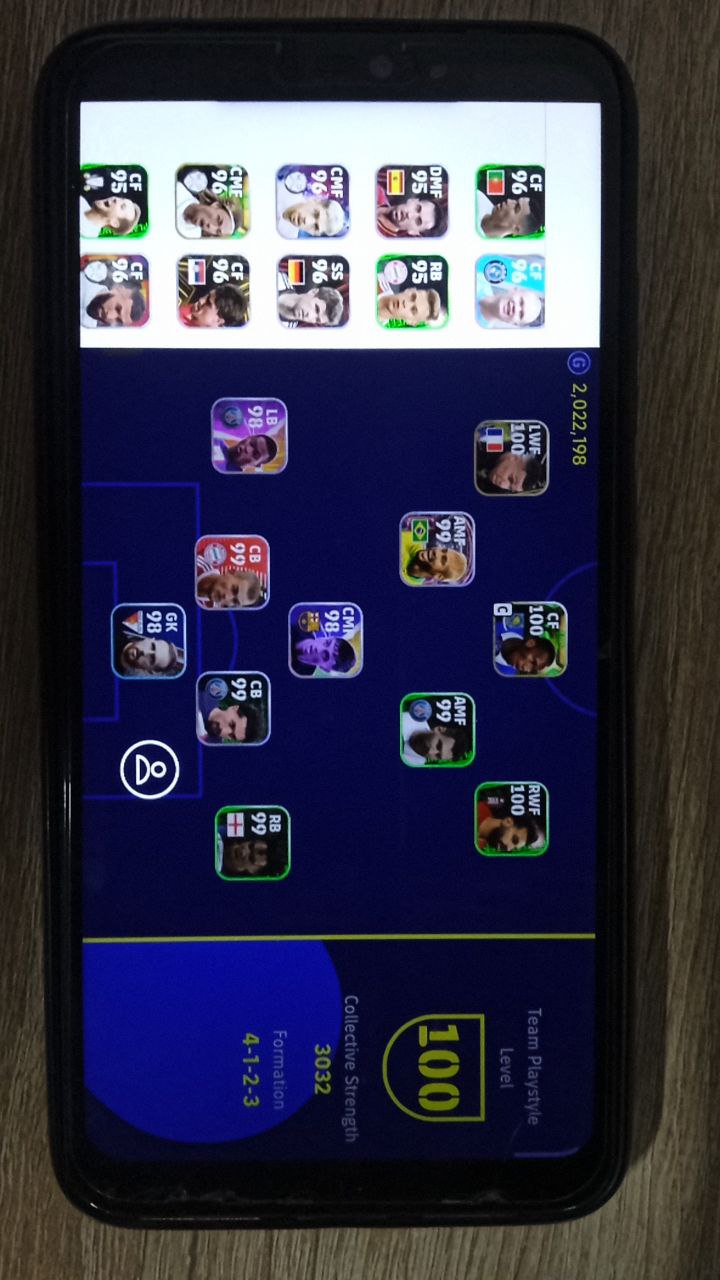 CF
96
CF
96
DMF
95
RB
95
CMF
96
SS
96
CMF
96
CF
96
CF
95
CF
96
G 2,022,198
LWF
100
CF
100
C
RWF
100
AMF
99
AMF
99
CMF
98
LB
98
CB
99
CB
99
RB
99
GK
98
Team Playstyle
Level
100
Collective Strength
3032
Formation
4-1-2-3